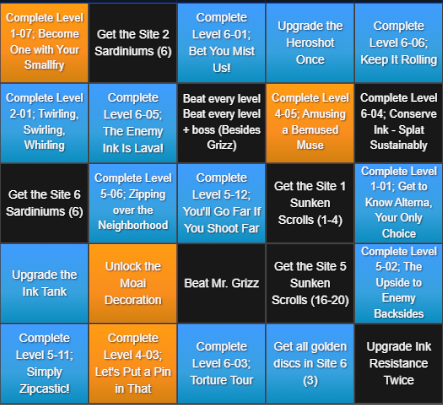 Complete Level
1-07; Become
One with Your
Smallfry
Get the Site 2
Sardiniums (6)
Complete
Level 6-01;
Bet You Mist
Us!
Upgrade the
Heroshot
Once
Complete
Level 6-06;
Keep It Rolling
Complete Level
2-01; Twirling,
Swirling,
Whirling
Complete
Level 6-05;
The Enemy
Ink Is Lava!
Beat every level
Beat every level
+ boss (Besides
Grizz)
Complete Level
4-05; Amusing
a Bemused
Muse
Complete Level
6-04; Conserve
Ink - Splat
Sustainably
Get the Site 6
Sardiniums (6)
Complete Level
5-06; Zipping
over the
Neighborhood
Complete
Level 5-12;
You'll Go Far If
You Shoot Far
Get the Site 1
Sunken
Scrolls (1-4)
Complete Level
1-01; Get to
Know Alterna,
Your Only
Choice
Upgrade the
Ink Tank
Unlock the
Moai
Decoration
Beat Mr. Grizz
Get the Site 5
Sunken
Scrolls (16-20)
Complete Level
5-02; The
Upside to
Enemy
Backsides
Complete
Level 5-11;
Simply
Zipcastic!
Complete
Level 4-03;
Let's Put a Pin
in That
Complete
Level 6-03;
Torture Tour
Get all golden
discs in Site 6
(3)
Upgrade Ink
Resistance
Twice